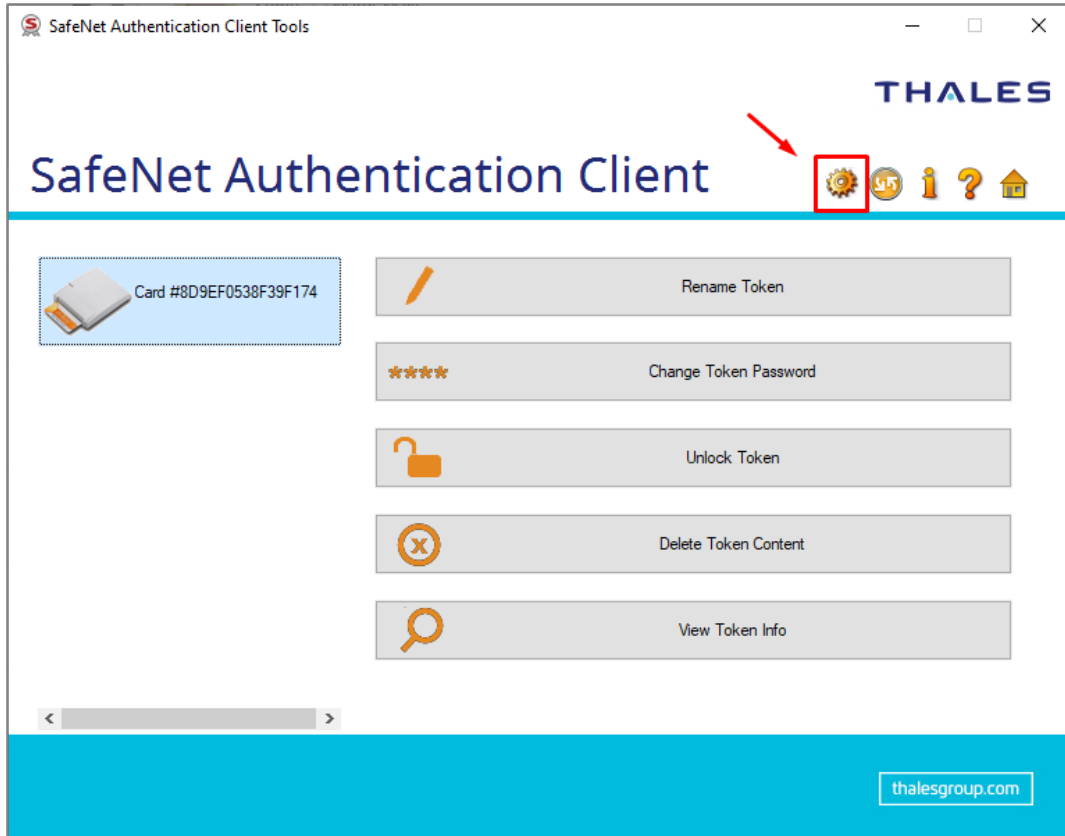 SafeNet Authentication Client Tools
THALES
SafeNet Authentication Client
Card #8D9EF0538F39F174
Rename Token
****
Change Token Password
Unlock Token
Delete Token Content
View Token Info
thalesgroup.com